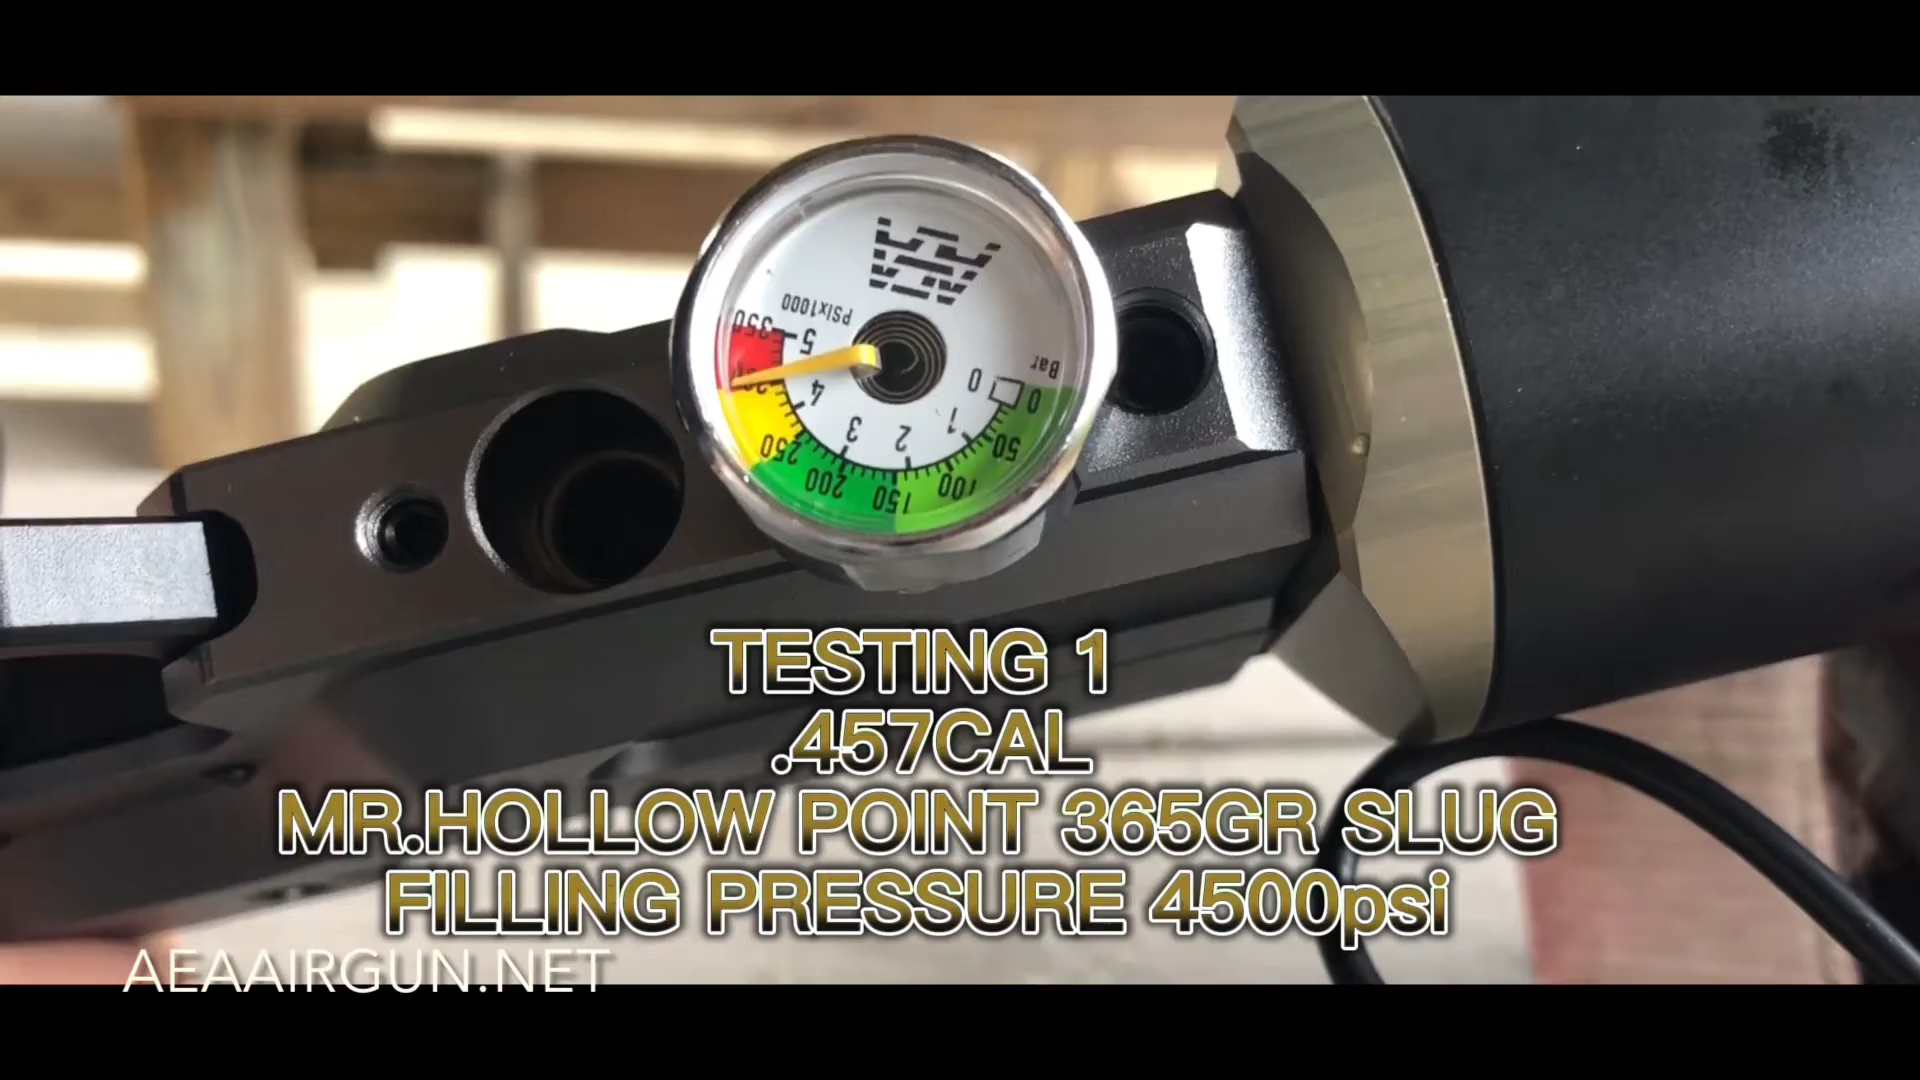 AEA
PSIx1000
Bar
350
5
4
3
2
1
0
0
50
100
150
200
250
TESTING 1
.457CAL
MR.HOLLOW POINT 365GR SLUG
FILLING PRESSURE 4500psi
AEAAIRGUN.NET